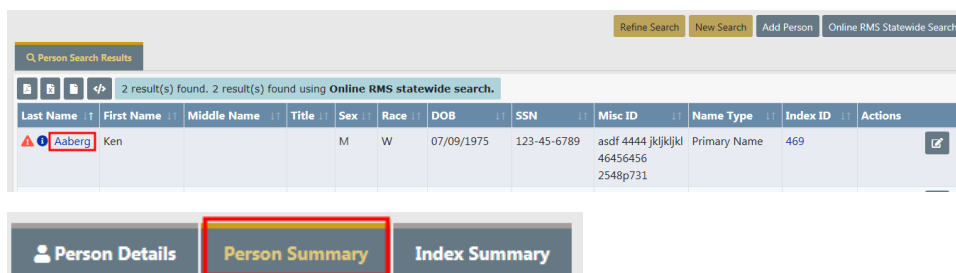 Refine Search New Search Add Person Online RMS Statewide Search
Person Search Results
2 result(s) found. 2 result(s) found using Online RMS statewide search.
Last Name First Name Middle Name Title Sex Race DOB SSN Misc ID Name Type Index ID Actions
Aaberg Ken M W 07/09/1975 123-45-6789 asdf 4444 jkljkljkl Primary Name 469
46456456
2548p731
Person Details Person Summary Index Summary